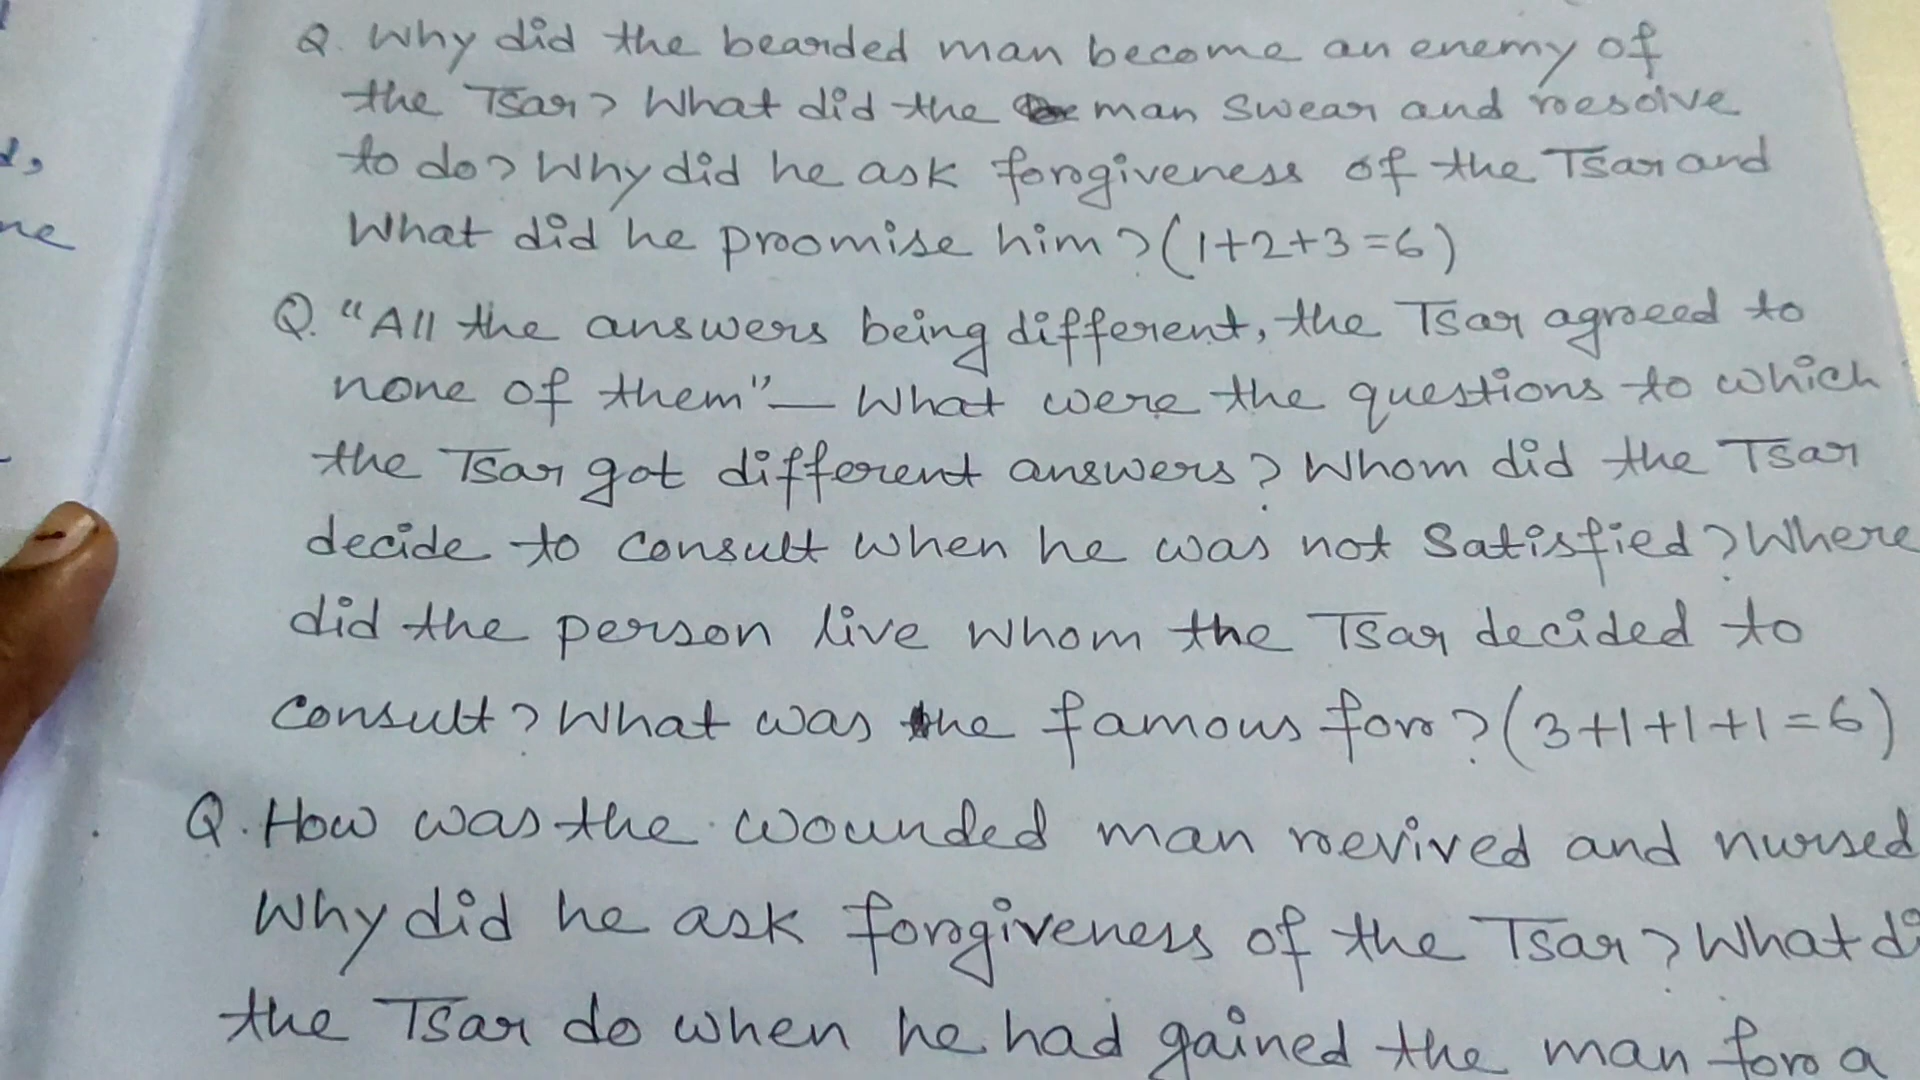 d,
ne
Q. Why did the bearded man become an enemy of
the Tsar? What did the man swear and resolve
to do? Why did he ask forgiveness of the Tsar and
What did he promise him? (1+2+3=6)
Q. "All the answers being different, the Tsar agreed to
none of them" — What were the questions to which
the Tsar got different answers? Whom did the Tsar
decide to consult when he was not Satisfied? Where
did the person live whom the Tsar decided to
consult? What was the famous for? (3+1+1+1=6)
Q. How was the wounded man revived and nursed
Why did he ask forgiveness of the Tsar? What di
the Tsar do when he had gained the man for a